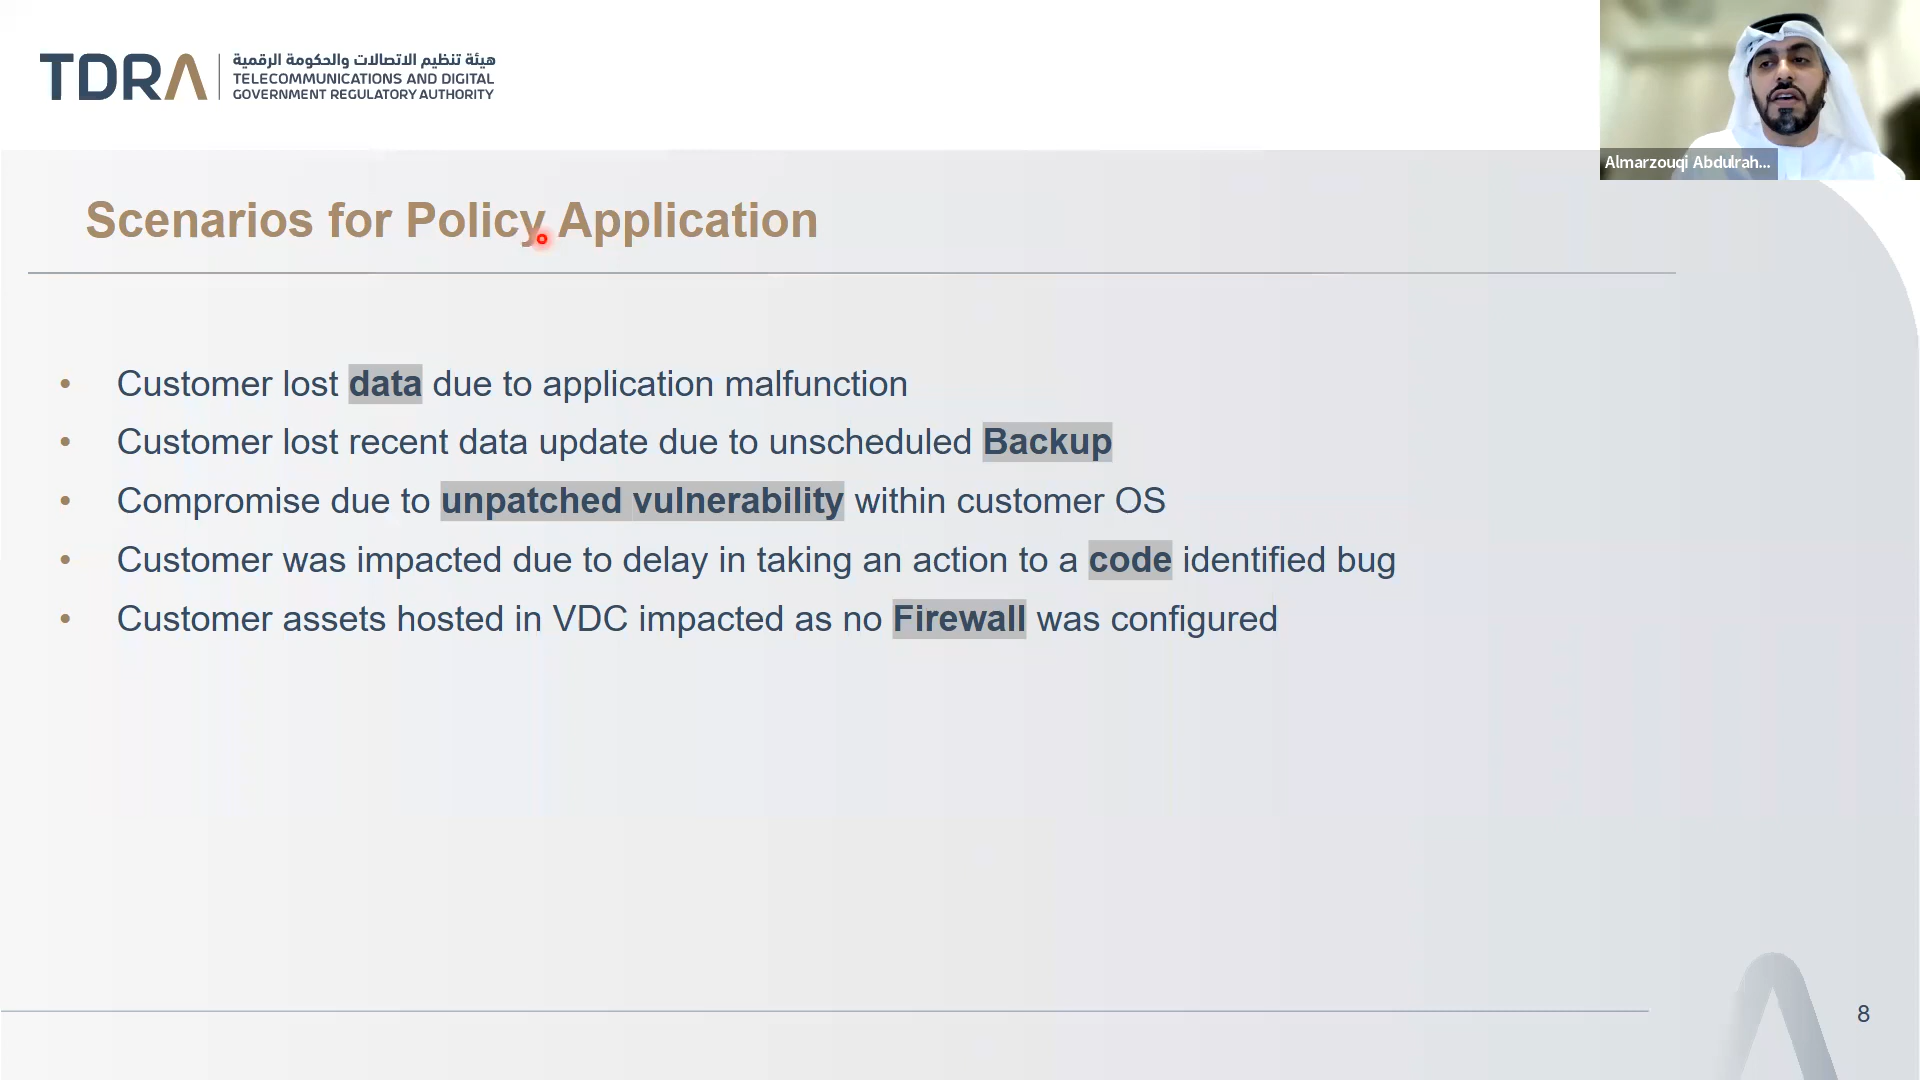 TDRA
هيئة تنظيم الاتصالات والحكومة الرقمية
TELECOMMUNICATIONS AND DIGITAL
GOVERNMENT REGULATORY AUTHORITY
Almarzouqi Abdulrah...
Scenarios for Policy Application
• Customer lost data due to application malfunction
• Customer lost recent data update due to unscheduled Backup
• Compromise due to unpatched vulnerability within customer OS
• Customer was impacted due to delay in taking an action to a code identified bug
• Customer assets hosted in VDC impacted as no Firewall was configured
8